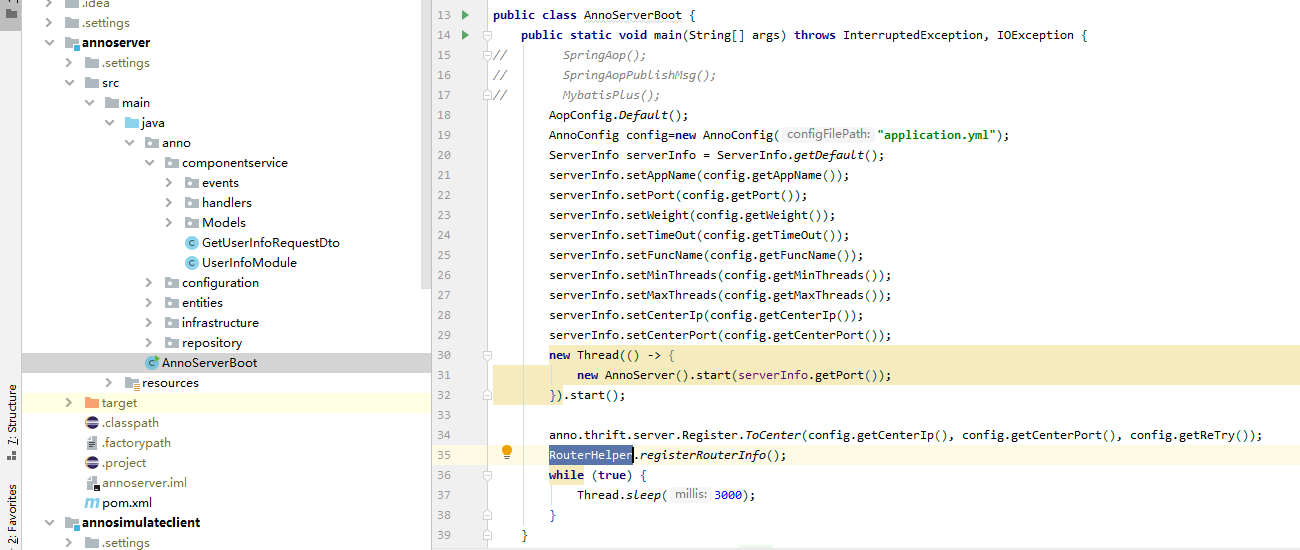 .idea
.settings
annoserver
.settings
src
main
java
anno
componentservice
events
handlers
Models
GetUserInfoRequestDto
UserInfoModule
configuration
entities
infrastructure
repository
AnnoServerBoot
resources
target
.classpath
.factorypath
.project
annoserver.iml
pom.xml
annosimulateclient
.settings
7: Structure
2: Favorites
13 public class AnnoServerBoot {
14 public static void main(String[] args) throws InterruptedException, IOException {
15 // SpringAop();
16 // SpringAopPublishMsg();
17 // MybatisPlus();
18 AopConfig.Default();
19 AnnoConfig config=new AnnoConfig( configFilePath: "application.yml");
20 ServerInfo serverInfo = ServerInfo.getDefault();
21 serverInfo.setAppName(config.getAppName());
22 serverInfo.setPort(config.getPort());
23 serverInfo.setWeight(config.getWeight());
24 serverInfo.setTimeOut(config.getTimeOut());
25 serverInfo.setFuncName(config.getFuncName());
26 serverInfo.setMinThreads(config.getMinThreads());
27 serverInfo.setMaxThreads(config.getMaxThreads());
28 serverInfo.setCenterIp(config.getCenterIp());
29 serverInfo.setCenterPort(config.getCenterPort());
30 new Thread(() -> {
31 new AnnoServer().start(serverInfo.getPort());
32 }).start();
33
34 anno.thrift.server.Register.ToCenter(config.getCenterIp(), config.getCenterPort(), config.getReTry());
35 RouterHelper.registerRouterInfo();
36 while (true) {
37 Thread.sleep( millis: 3000);
38 }
39 }